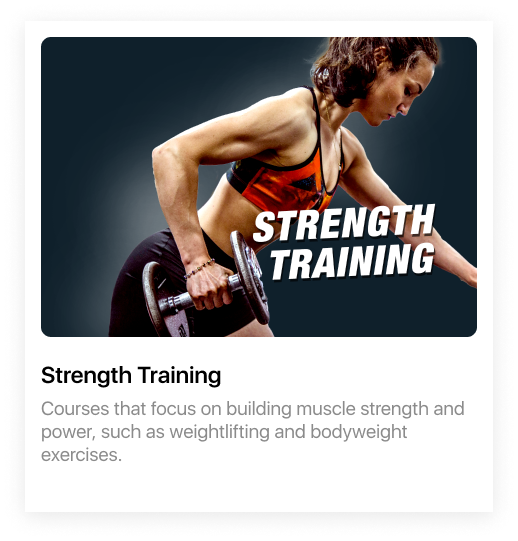 STRENGTH
TRAINING
Strength Training
Courses that focus on building muscle strength and
power, such as weightlifting and bodyweight
exercises.